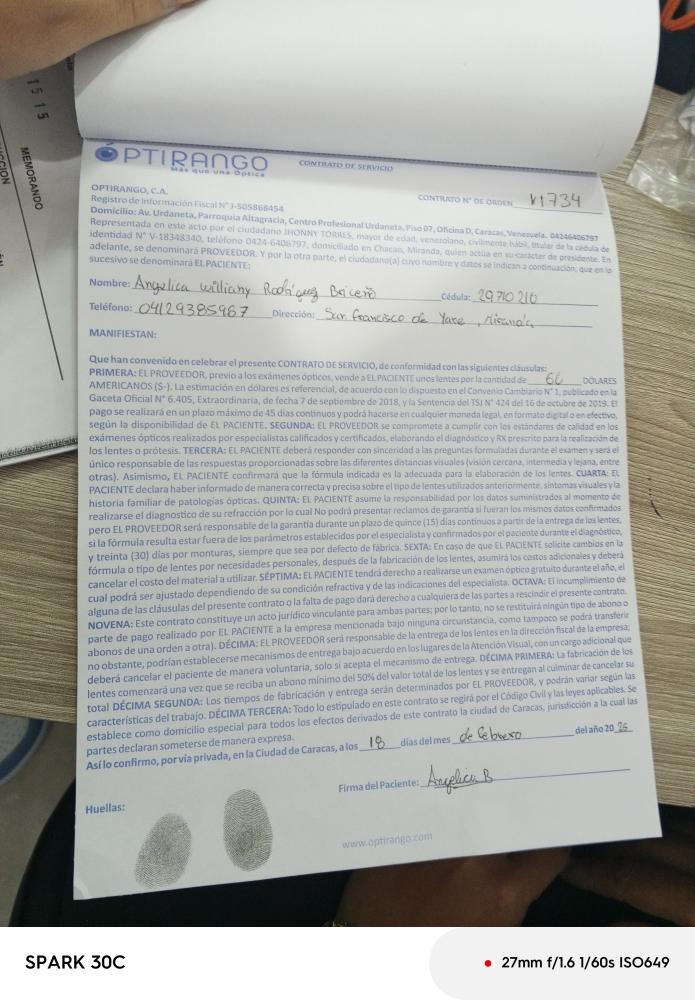 1515
MEMORANDO
OPTIRANGO
Más que una Óptica
CONTRATO DE SERVICIO
OPTIRANGO, C.A.
CONTRATO N° DE ORDEN V1734
Registro de Información Fiscal N° J-505868454
Domicilio: Av. Urdaneta, Parroquia Altagracia, Centro Profesional Urdaneta, Piso 07, Oficina D, Caracas, Venezuela. 04246406797
Representada en este acto por el ciudadano JHONNY TORRES, mayor de edad, venezolano, civilmente hábil, titular de la cédula de
identidad N° V-18348340, teléfono 0424-6406797, domiciliado en Chacao, Miranda, quien actúa en su carácter de presidente. En
adelante, se denominará PROVEEDOR. Y por la otra parte, el ciudadano(a) cuyo nombre y datos se indican a continuación, que en lo
sucesivo se denominará EL PACIENTE:
Nombre: Angelica williany Rodríguez Briceño Cédula: 29710210
Teléfono: 04129385967 Dirección: San Francisco de Yare, Miranda
MANIFIESTAN:
Que han convenido en celebrar el presente CONTRATO DE SERVICIO, de conformidad con las siguientes cláusulas:
PRIMERA: EL PROVEEDOR, previo a los exámenes ópticos, vende a EL PACIENTE unos lentes por la cantidad de DÓLARES
AMERICANOS ($-). La estimación en dólares es referencial, de acuerdo con lo dispuesto en el Convenio Cambiario N° 1, publicado en la
Gaceta Oficial N° 6.405, Extraordinaria, de fecha 7 de septiembre de 2018, y la Sentencia del TSJ N° 424 del 16 de octubre de 2019. El
pago se realizará en un plazo máximo de 45 días continuos y podrá hacerse en cualquier moneda legal, en formato digital o en efectivo,
según la disponibilidad de EL PACIENTE. SEGUNDA: EL PROVEEDOR se compromete a cumplir con los estándares de calidad en los
exámenes ópticos realizados por especialistas calificados y certificados, elaborando el diagnóstico y RX prescrito para la realización de
los lentes o prótesis. TERCERA: EL PACIENTE deberá responder con sinceridad a las preguntas formuladas durante el examen y será el
único responsable de las respuestas proporcionadas sobre las diferentes distancias visuales (visión cercana, intermedia y lejana, entre
otras). Asimismo, EL PACIENTE confirmará que la fórmula indicada es la adecuada para la elaboración de los lentes. CUARTA: EL
PACIENTE declara haber informado de manera correcta y precisa sobre el tipo de lentes utilizados anteriormente, síntomas visuales y la
historia familiar de patologías ópticas. QUINTA: EL PACIENTE asume la responsabilidad por los datos suministrados al momento de
realizarse el diagnostico de su refracción por lo cual No podrá presentar reclamos de garantía si fueran los mismos datos confirmados
pero EL PROVEEDOR será responsable de la garantía durante un plazo de quince (15) días continuos a partir de la entrega de los lentes,
si la fórmula resulta estar fuera de los parámetros establecidos por el especialista y confirmados por el paciente durante el diagnóstico,
y treinta (30) días por monturas, siempre que sea por defecto de fábrica. SEXTA: En caso de que EL PACIENTE solicite cambios en la
fórmula o tipo de lentes por necesidades personales, después de la fabricación de los lentes, asumirá los costos adicionales y deberá
cancelar el costo del material a utilizar. SÉPTIMA: EL PACIENTE tendrá derecho a realizarse un examen óptico gratuito durante el año, el
cual podrá ser ajustado dependiendo de su condición refractiva y de las indicaciones del especialista. OCTAVA: El incumplimiento de
alguna de las cláusulas del presente contrato o la falta de pago dará derecho a cualquiera de las partes a rescindir el presente contrato.
NOVENA: Este contrato constituye un acto jurídico vinculante para ambas partes; por lo tanto, no se restituirá ningún tipo de abono o
parte de pago realizado por EL PACIENTE a la empresa mencionada bajo ninguna circunstancia, como tampoco se podrá transferir
abonos de una orden a otra). DÉCIMA: EL PROVEEDOR será responsable de la entrega de los lentes en la dirección fiscal de la empresa;
no obstante, podrían establecerse mecanismos de entrega bajo acuerdo en los lugares de la Atención Visual, con un cargo adicional que
deberá cancelar el paciente de manera voluntaria, solo si acepta el mecanismo de entrega. DÉCIMA PRIMERA: La fabricación de los
lentes comenzará una vez que se reciba un abono mínimo del 50% del valor total de los lentes y se entregan al culminar de cancelar su
total DÉCIMA SEGUNDA: Los tiempos de fabricación y entrega serán determinados por EL PROVEEDOR, y podrán variar según las
características del trabajo. DÉCIMA TERCERA: Todo lo estipulado en este contrato se regirá por el Código Civil y las leyes aplicables. Se
establece como domicilio especial para todos los efectos derivados de este contrato la ciudad de Caracas, jurisdicción a la cual las
partes declaran someterse de manera expresa.
Así lo confirmo, por vía privada, en la Ciudad de Caracas, a los 18 días del mes de febrero del año 2025
Firma del Paciente: Angelica B
Huellas:
www.optirango.com
SPARK 30C
27mm f/1.6 1/60s ISO649